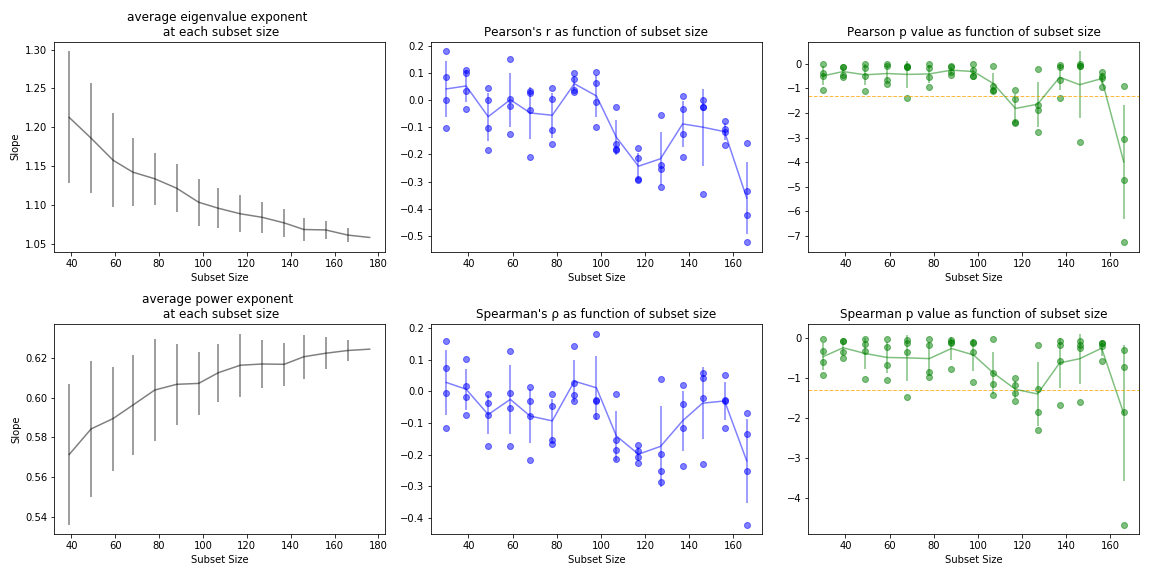 average eigenvalue exponent
at each subset size
Slope
1.30
1.25
1.20
1.15
1.10
1.05
40 60 80 100 120 140 160 180
Subset Size
Pearson's r as function of subset size
0.2
0.1
0.0
−0.1
−0.2
−0.3
−0.4
−0.5
40 60 80 100 120 140 160
Subset Size
Pearson p value as function of subset size
0
−1
−2
−3
−4
−5
−6
−7
40 60 80 100 120 140 160
Subset Size
average power exponent
at each subset size
Slope
0.62
0.60
0.58
0.56
0.54
40 60 80 100 120 140 160 180
Subset Size
Spearman's ρ as function of subset size
0.2
0.1
0.0
−0.1
−0.2
−0.3
−0.4
40 60 80 100 120 140 160
Subset Size
Spearman p value as function of subset size
0
−1
−2
−3
−4
40 60 80 100 120 140 160
Subset Size